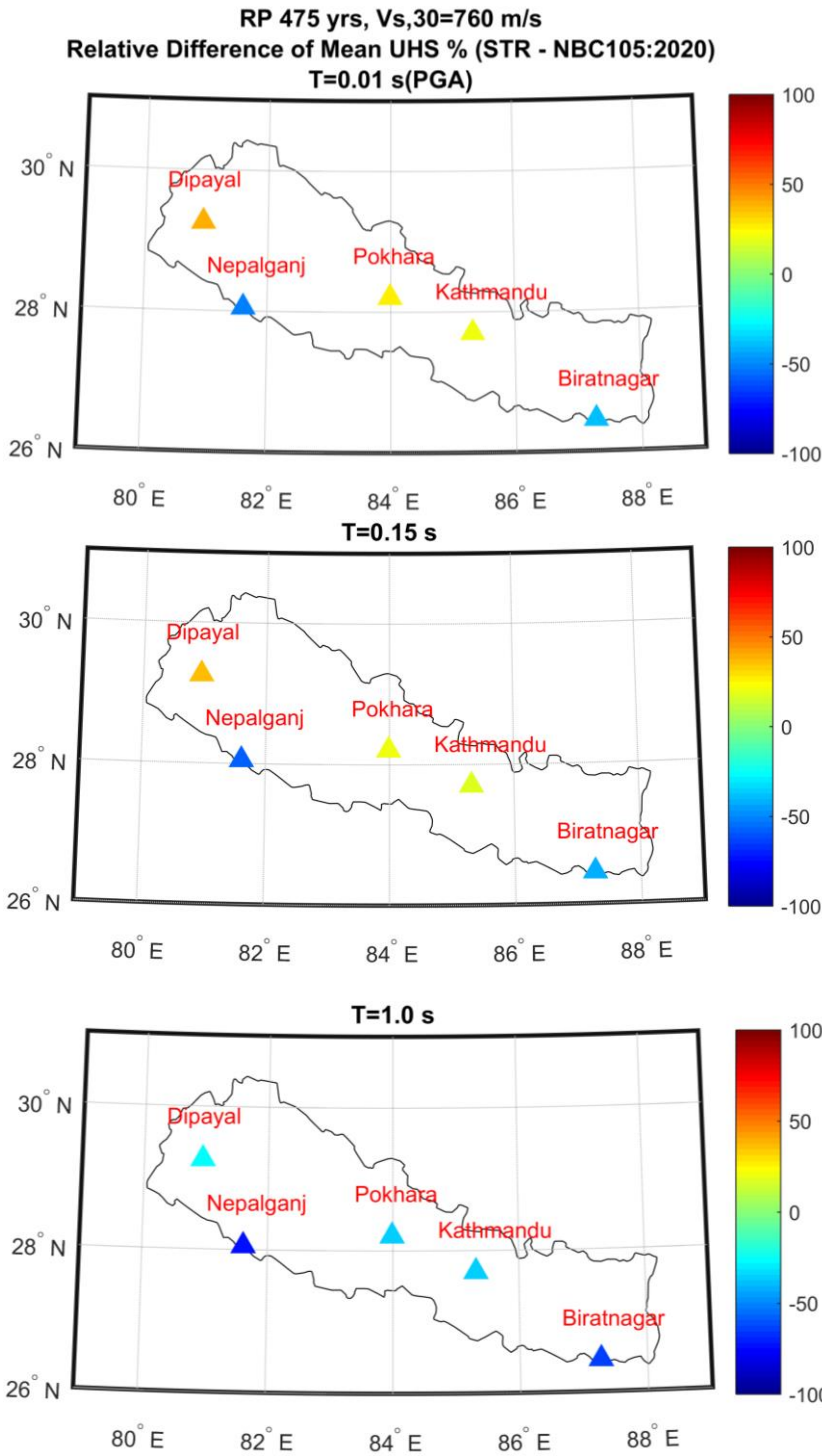 RP 475 yrs, Vs,30=760 m/s
Relative Difference of Mean UHS % (STR - NBC105:2020)
T=0.01 s(PGA)
100
30° N
Dipayal
50
Pokhara
Nepalganj
0
Kathmandu
28° N
Biratnagar
-50
26° N
-100
80° E
82° E
84° E
86° E
88° E
T=0.15 s
100
30° N
Dipayal
50
Pokhara
Nepalganj
0
Kathmandu
28° N
Biratnagar
-50
26° N
-100
80° E
82° E
84° E
86° E
88° E
T=1.0 s
100
30° N
Dipayal
50
Pokhara
Nepalganj
0
Kathmandu
28° N
Biratnagar
-50
26° N
-100
80° E
82° E
84° E
86° E
88° E